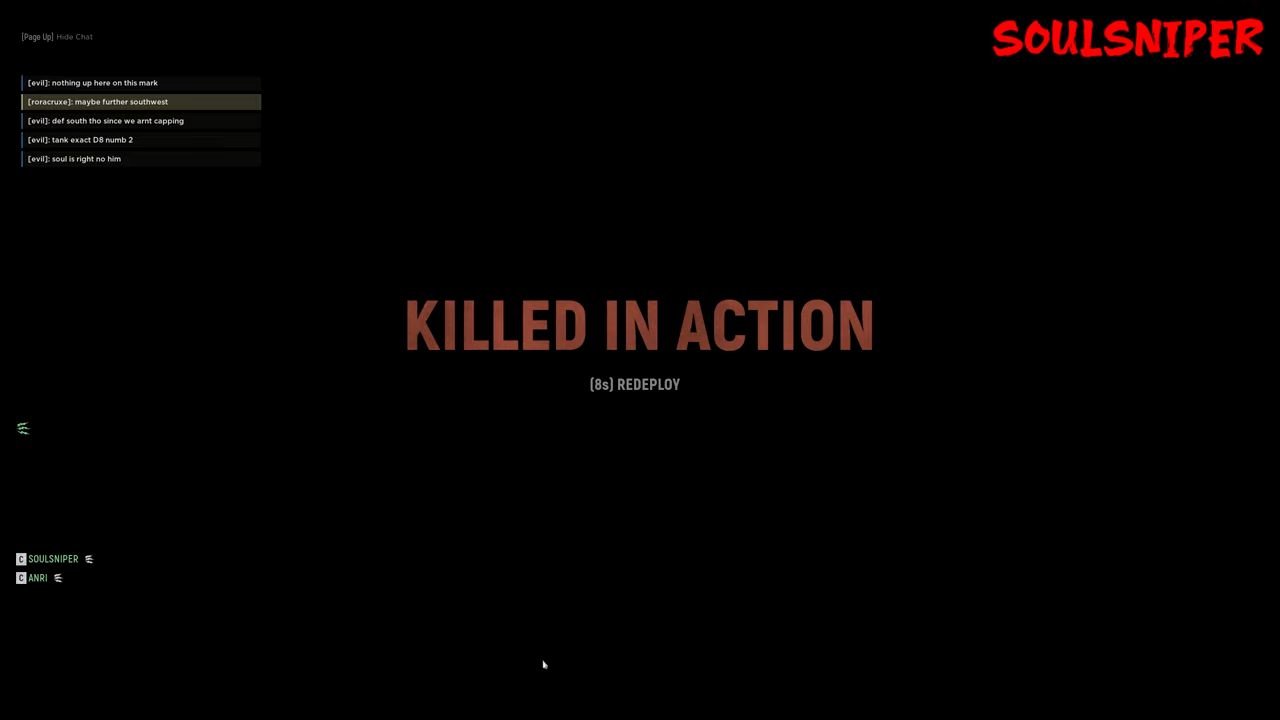 SOULSNIPER
[Page Up] Hide Chat
[evil]: nothing up here on this mark
[roracruxe]: maybe further southwest
[evil]: def south tho since we arnt capping
[evil]: tank exact D8 numb 2
[evil]: soul is right no him
KILLED IN ACTION
(8s) REDEPLOY
C SOULSNIPER
C ANRI